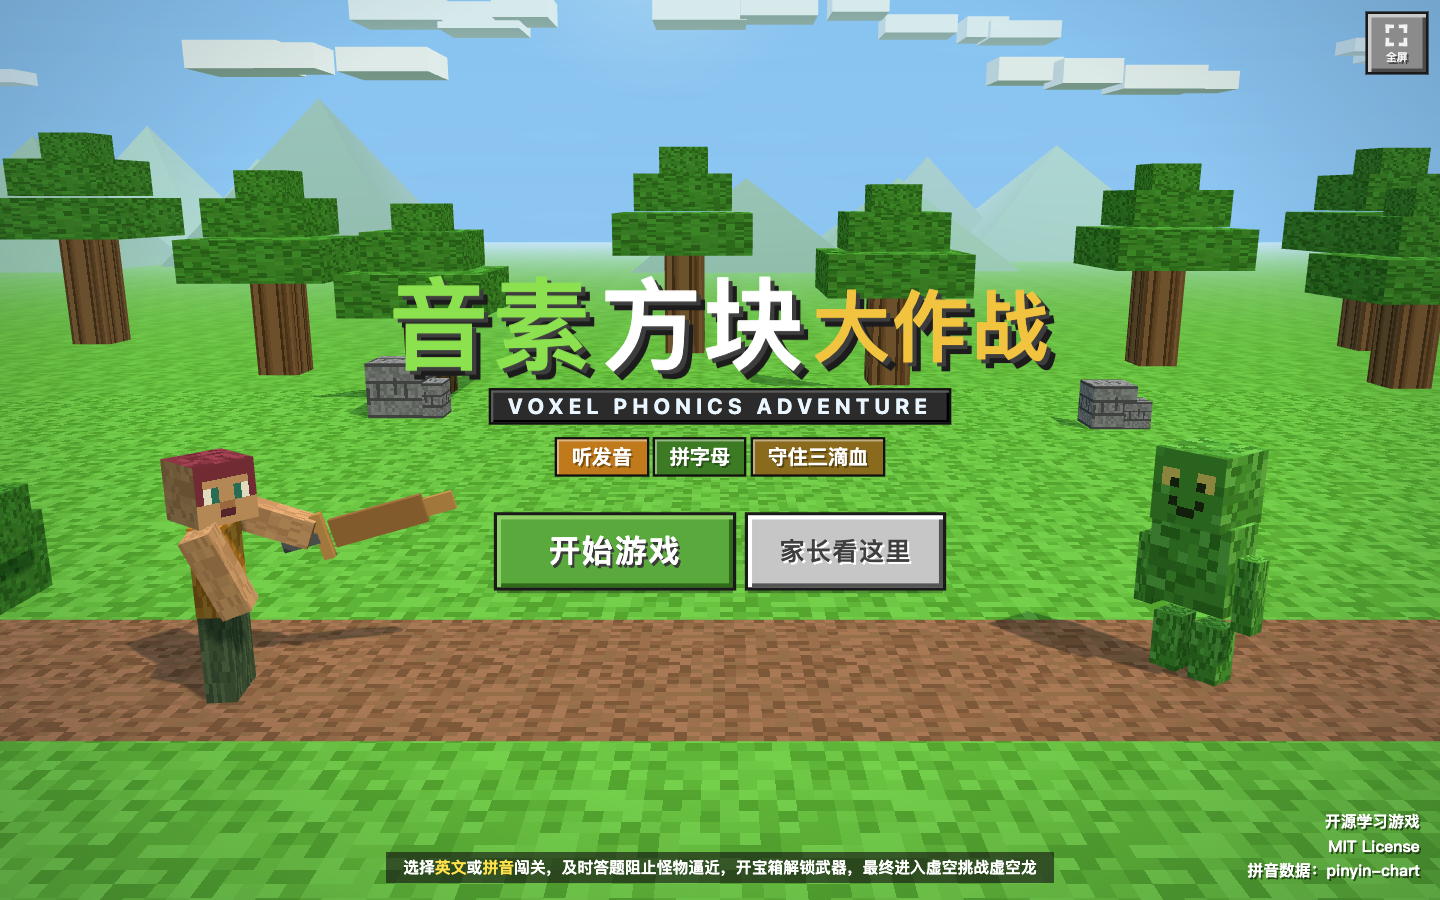 全屏
音素方块大作战
VOXEL PHONICS ADVENTURE
听发音 拼字母 守住三滴血
开始游戏 家长看这里
开源学习游戏
MIT License
拼音数据：pinyin-chart
选择英文或拼音闯关，及时答题阻止怪物逼近，开宝箱解锁武器，最终进入虚空挑战虚空龙